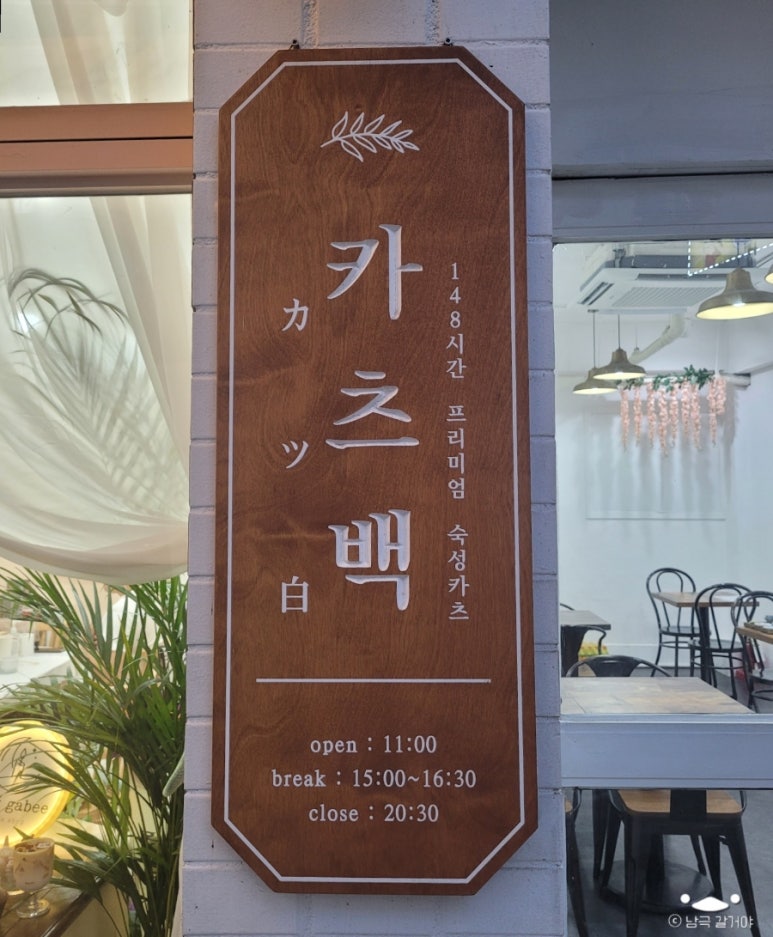 카츠백
カツ白
148시간 프리미엄 숙성카츠
open : 11:00
break : 15:00~16:30
close : 20:30
gabee
ⓒ 남극 갈거야